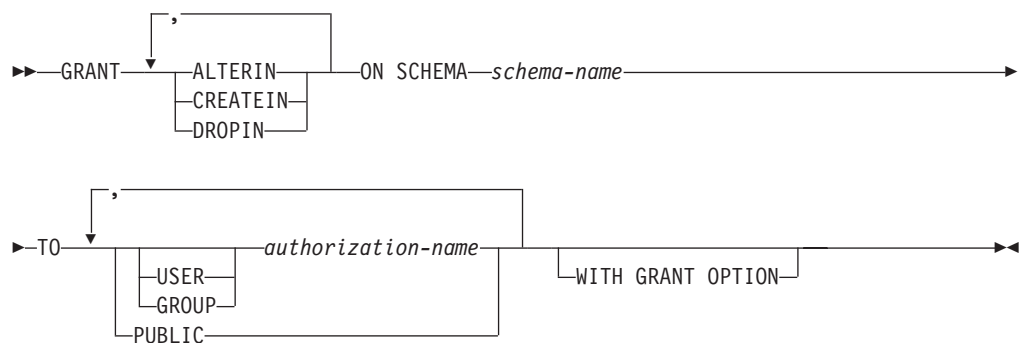 ,
GRANT ALTERIN ON SCHEMA schema-name
CREATEIN
DROPIN
,
TO authorization-name
USER WITH GRANT OPTION
GROUP
PUBLIC